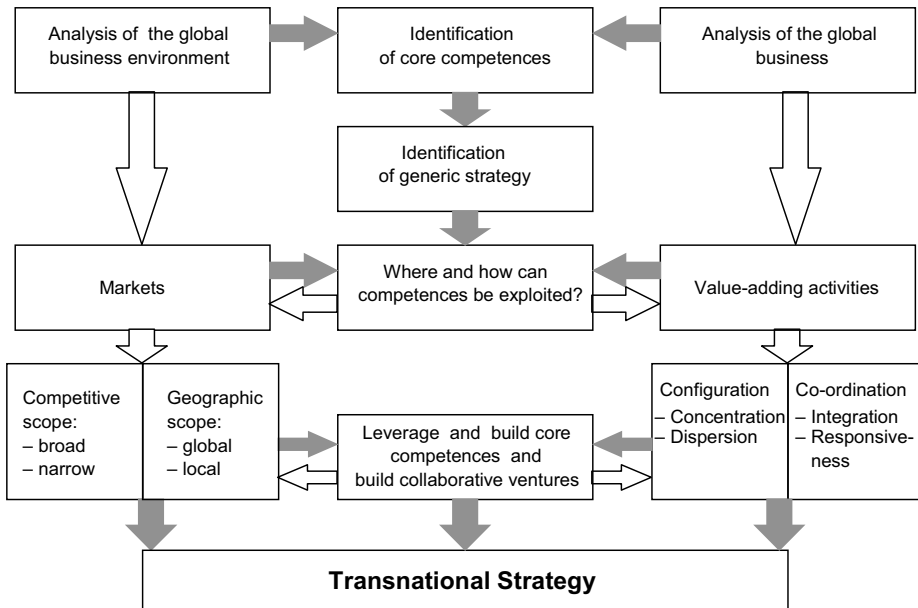 Analysis of the global
business environment
Identification
of core competences
Analysis of the global
business
Identification
of generic strategy
Markets
Where and how can
competences be exploited?
Value-adding activities
Competitive
scope:
– broad
– narrow
Geographic
scope:
– global
– local
Leverage and build core
competences and
build collaborative ventures
Configuration
– Concentration
– Dispersion
Co-ordination
– Integration
– Responsive-
ness
Transnational Strategy